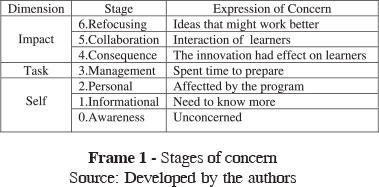 Dimension Stage Expression of Concern
6.Refocusing Ideas that might work better
Impact 5.Collaboration Interaction of learners
4.Consequence The innovation had effect on learners
Task 3.Management Spent time to prepare
2.Personal Affectted by the program
Self 1.Informational Need to know more
0.Awareness Unconcerned
Frame 1 - Stages of concern
Source: Developed by the authors